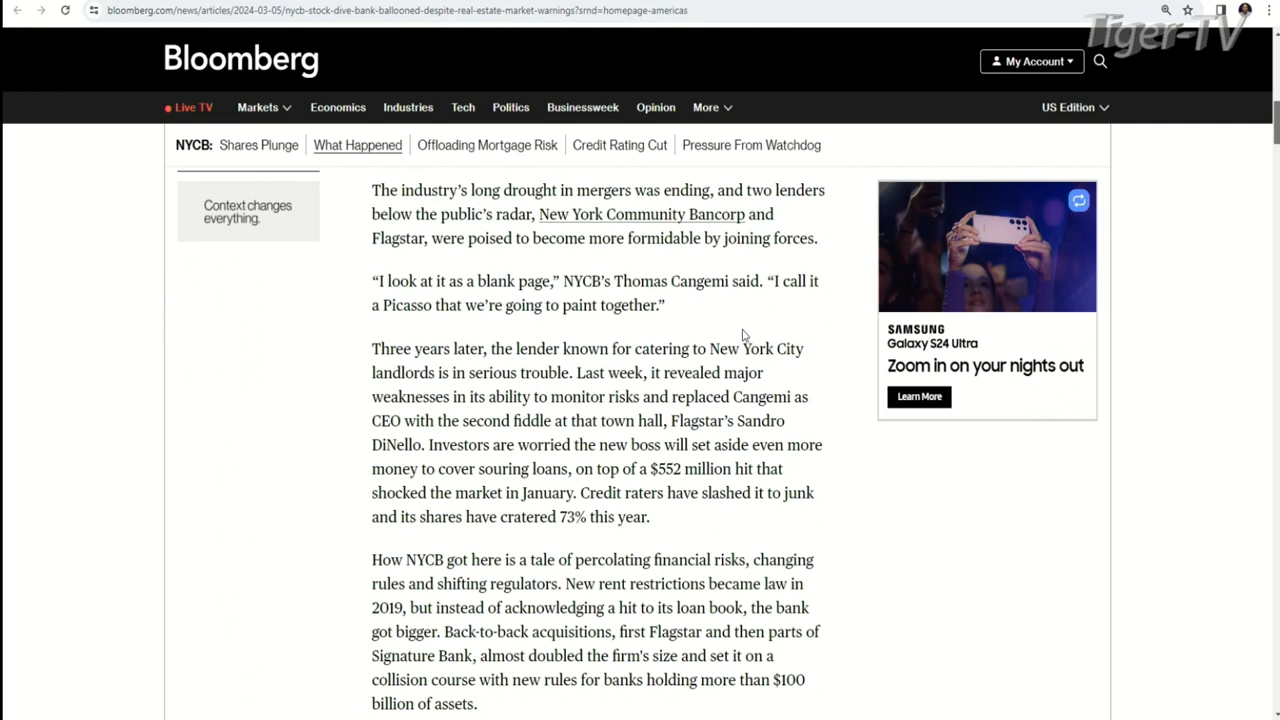 bloomberg.com/news/articles/2024-03-05/nycb-stock-dive-bank-ballooned-despite-real-estate-market-warnings?srnd=homepage-americas
Tiger-TV
Bloomberg
My Account
Live TV Markets Economics Industries Tech Politics Businessweek Opinion More US Edition
NYCB: Shares Plunge What Happened Offloading Mortgage Risk Credit Rating Cut Pressure From Watchdog
Context changes
everything.
The industry’s long drought in mergers was ending, and two lenders
below the public’s radar, New York Community Bancorp and
Flagstar, were poised to become more formidable by joining forces.
“I look at it as a blank page,” NYCB’s Thomas Cangemi said. “I call it
a Picasso that we’re going to paint together.”
Three years later, the lender known for catering to New York City
landlords is in serious trouble. Last week, it revealed major
weaknesses in its ability to monitor risks and replaced Cangemi as
CEO with the second fiddle at that town hall, Flagstar’s Sandro
DiNello. Investors are worried the new boss will set aside even more
money to cover souring loans, on top of a $552 million hit that
shocked the market in January. Credit raters have slashed it to junk
and its shares have cratered 73% this year.
How NYCB got here is a tale of percolating financial risks, changing
rules and shifting regulators. New rent restrictions became law in
2019, but instead of acknowledging a hit to its loan book, the bank
got bigger. Back-to-back acquisitions, first Flagstar and then parts of
Signature Bank, almost doubled the firm's size and set it on a
collision course with new rules for banks holding more than $100
billion of assets.
SAMSUNG
Galaxy S24 Ultra
Zoom in on your nights out
Learn More